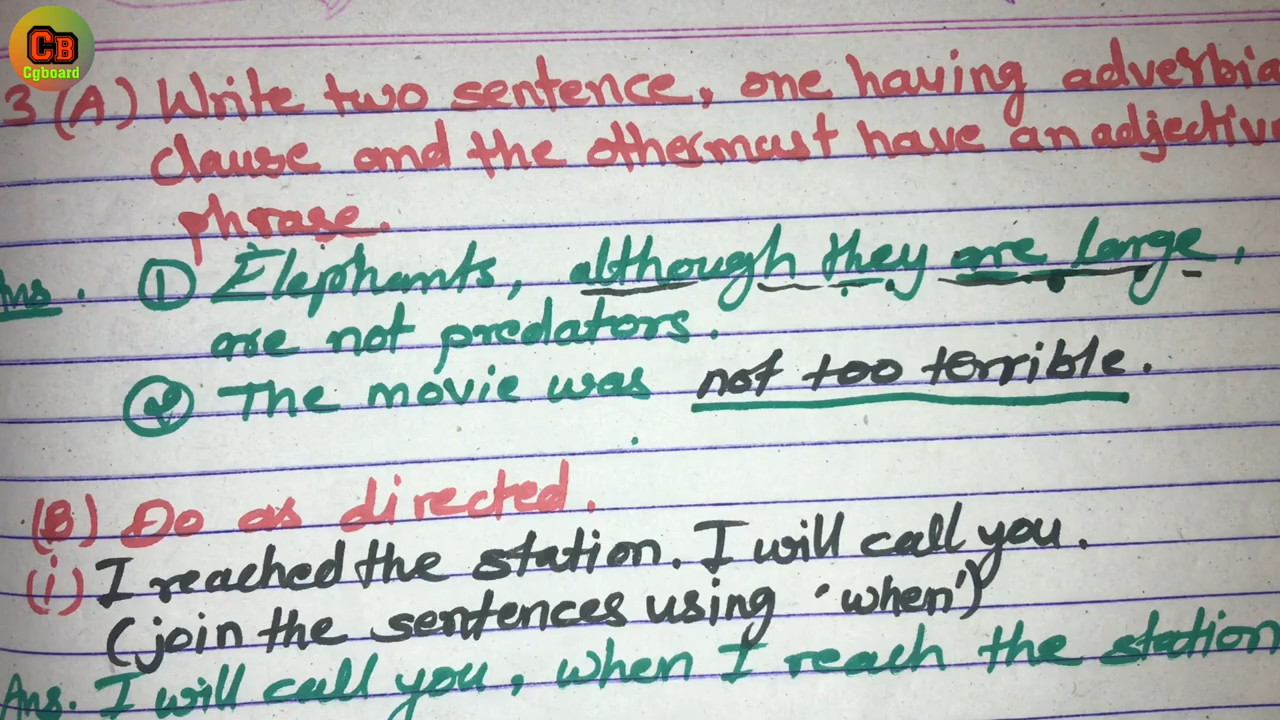 CB
Cgboard
3 (A) Write two sentence, one having adverbia
clause and the othermust have an adjectiv
phrase.
Ans. ① Elephants, although they are large,
are not predators.
② The movie was not too terrible.
(B) Do as directed.
(i) I reached the station. I will call you.
(join the sentences using 'when')
Ans. I will call you, when I reach the station